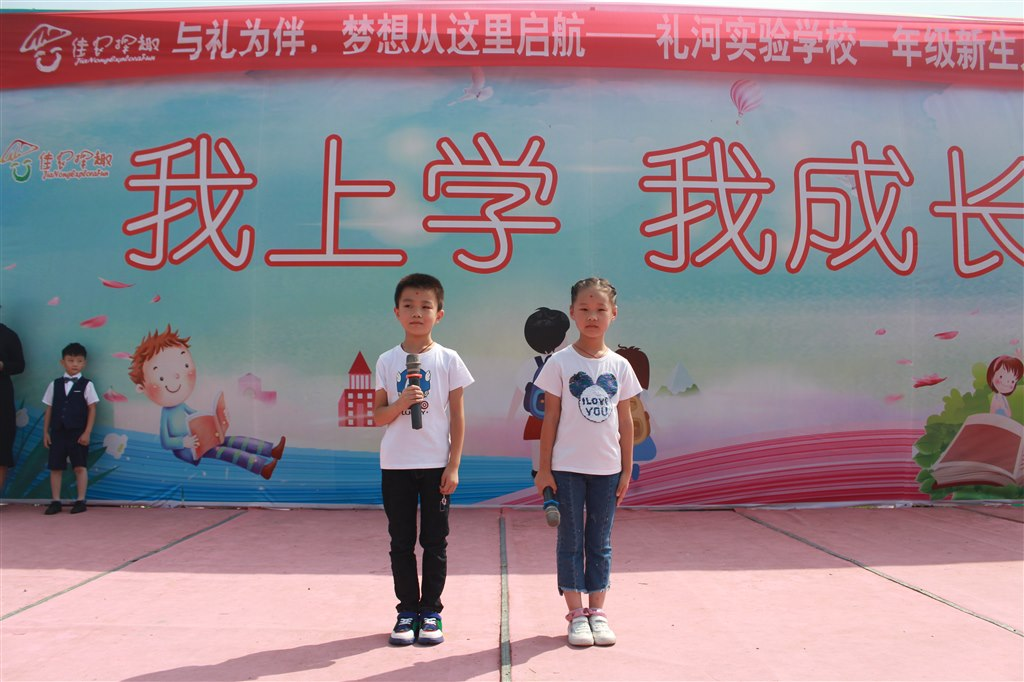 佳农探趣
JiaNongExploreFun
与礼为伴．梦想从这里启航——礼河实验学校一年级新生
佳农探趣
JiaNongExploreFun
我上学 我成长
I LOVE
YOU